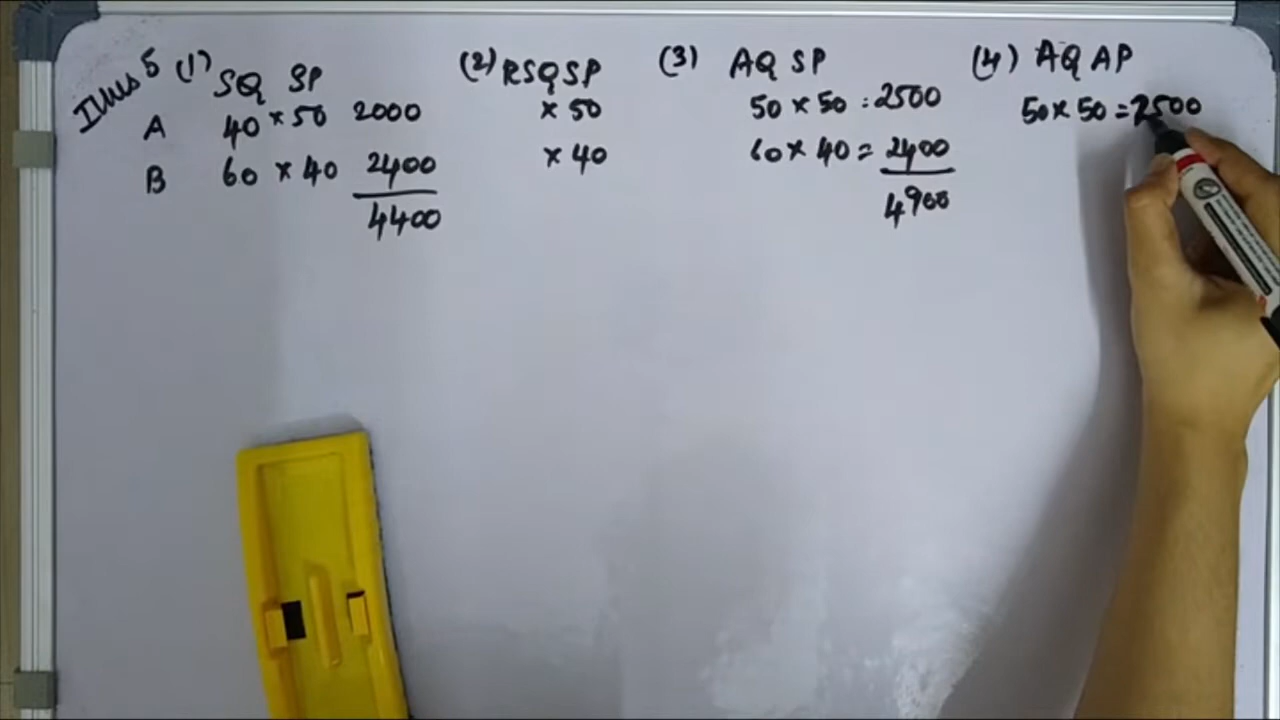 Illus 5 (1) SQ SP (2) RSQSP (3) AQ SP (4) AQ AP
A 40 × 50 2000 × 50 50 × 50 = 2500 50 × 50 = 2500
B 60 × 40 2400 × 40 60 × 40 = 2400
4400 4900